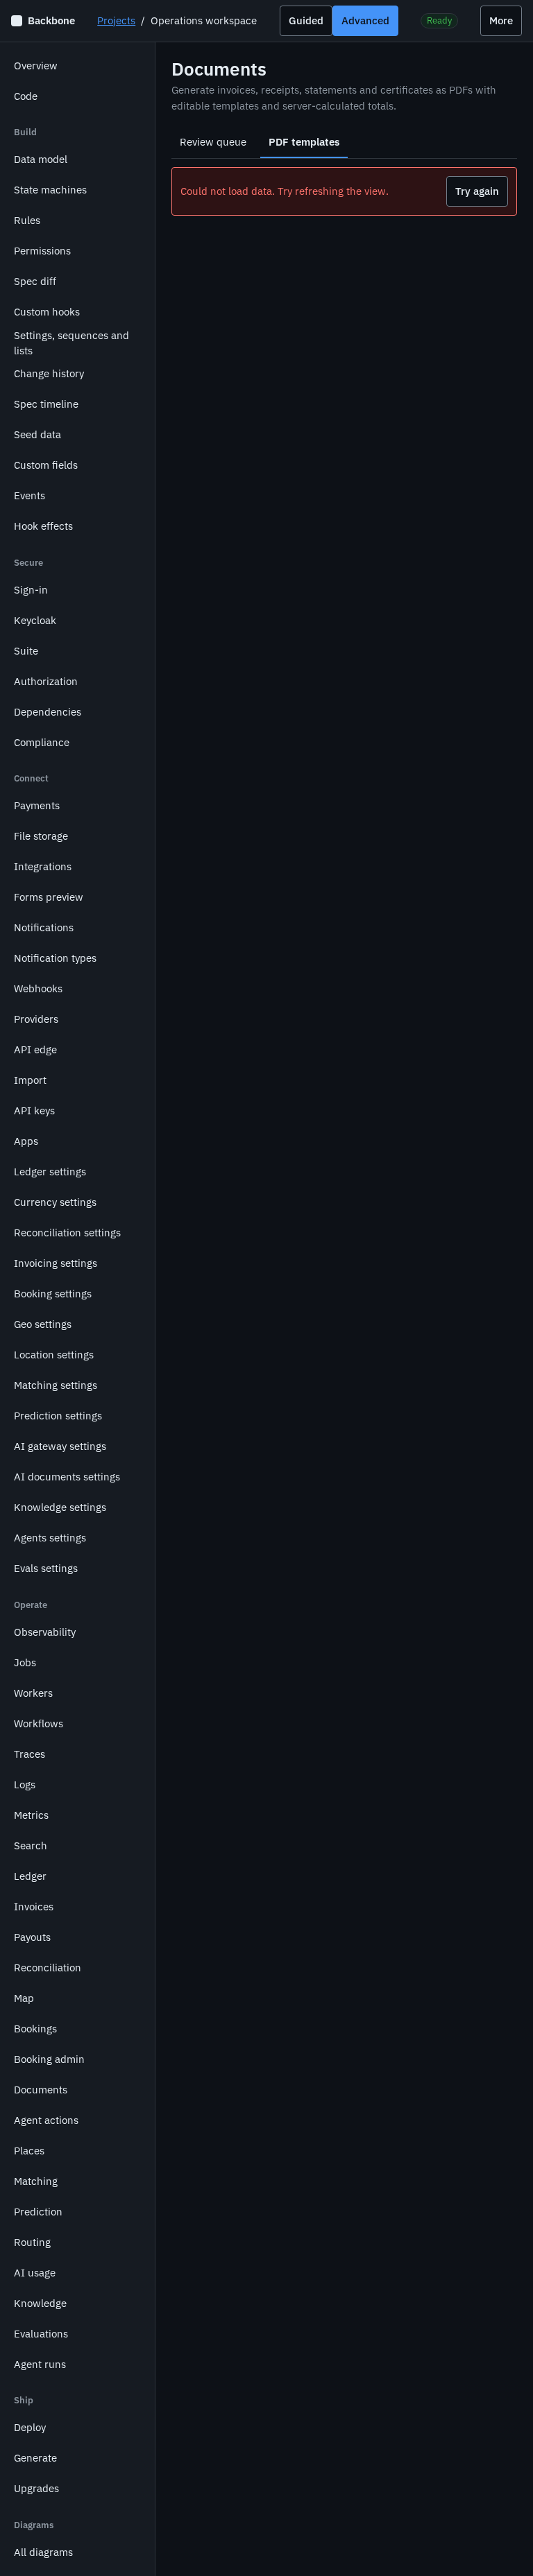 Backbone
Projects / Operations workspace
Guided
Advanced
Ready
More
Overview
Code
Build
Data model
State machines
Rules
Permissions
Spec diff
Custom hooks
Settings, sequences and
lists
Change history
Spec timeline
Seed data
Custom fields
Events
Hook effects
Secure
Sign-in
Keycloak
Suite
Authorization
Dependencies
Compliance
Connect
Payments
File storage
Integrations
Forms preview
Notifications
Notification types
Webhooks
Providers
API edge
Import
API keys
Apps
Ledger settings
Currency settings
Reconciliation settings
Invoicing settings
Booking settings
Geo settings
Location settings
Matching settings
Prediction settings
AI gateway settings
AI documents settings
Knowledge settings
Agents settings
Evals settings
Operate
Observability
Jobs
Workers
Workflows
Traces
Logs
Metrics
Search
Ledger
Invoices
Payouts
Reconciliation
Map
Bookings
Booking admin
Documents
Agent actions
Places
Matching
Prediction
Routing
AI usage
Knowledge
Evaluations
Agent runs
Ship
Deploy
Generate
Upgrades
Diagrams
All diagrams
Documents
Generate invoices, receipts, statements and certificates as PDFs with
editable templates and server-calculated totals.
Review queue
PDF templates
Could not load data. Try refreshing the view.
Try again